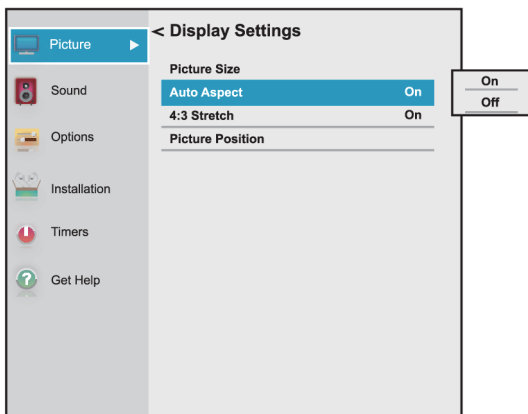 Picture
Sound
Options
Installation
Timers
Get Help
< Display Settings
Picture Size
Auto Aspect On
4:3 Stretch On
Picture Position
On
Off